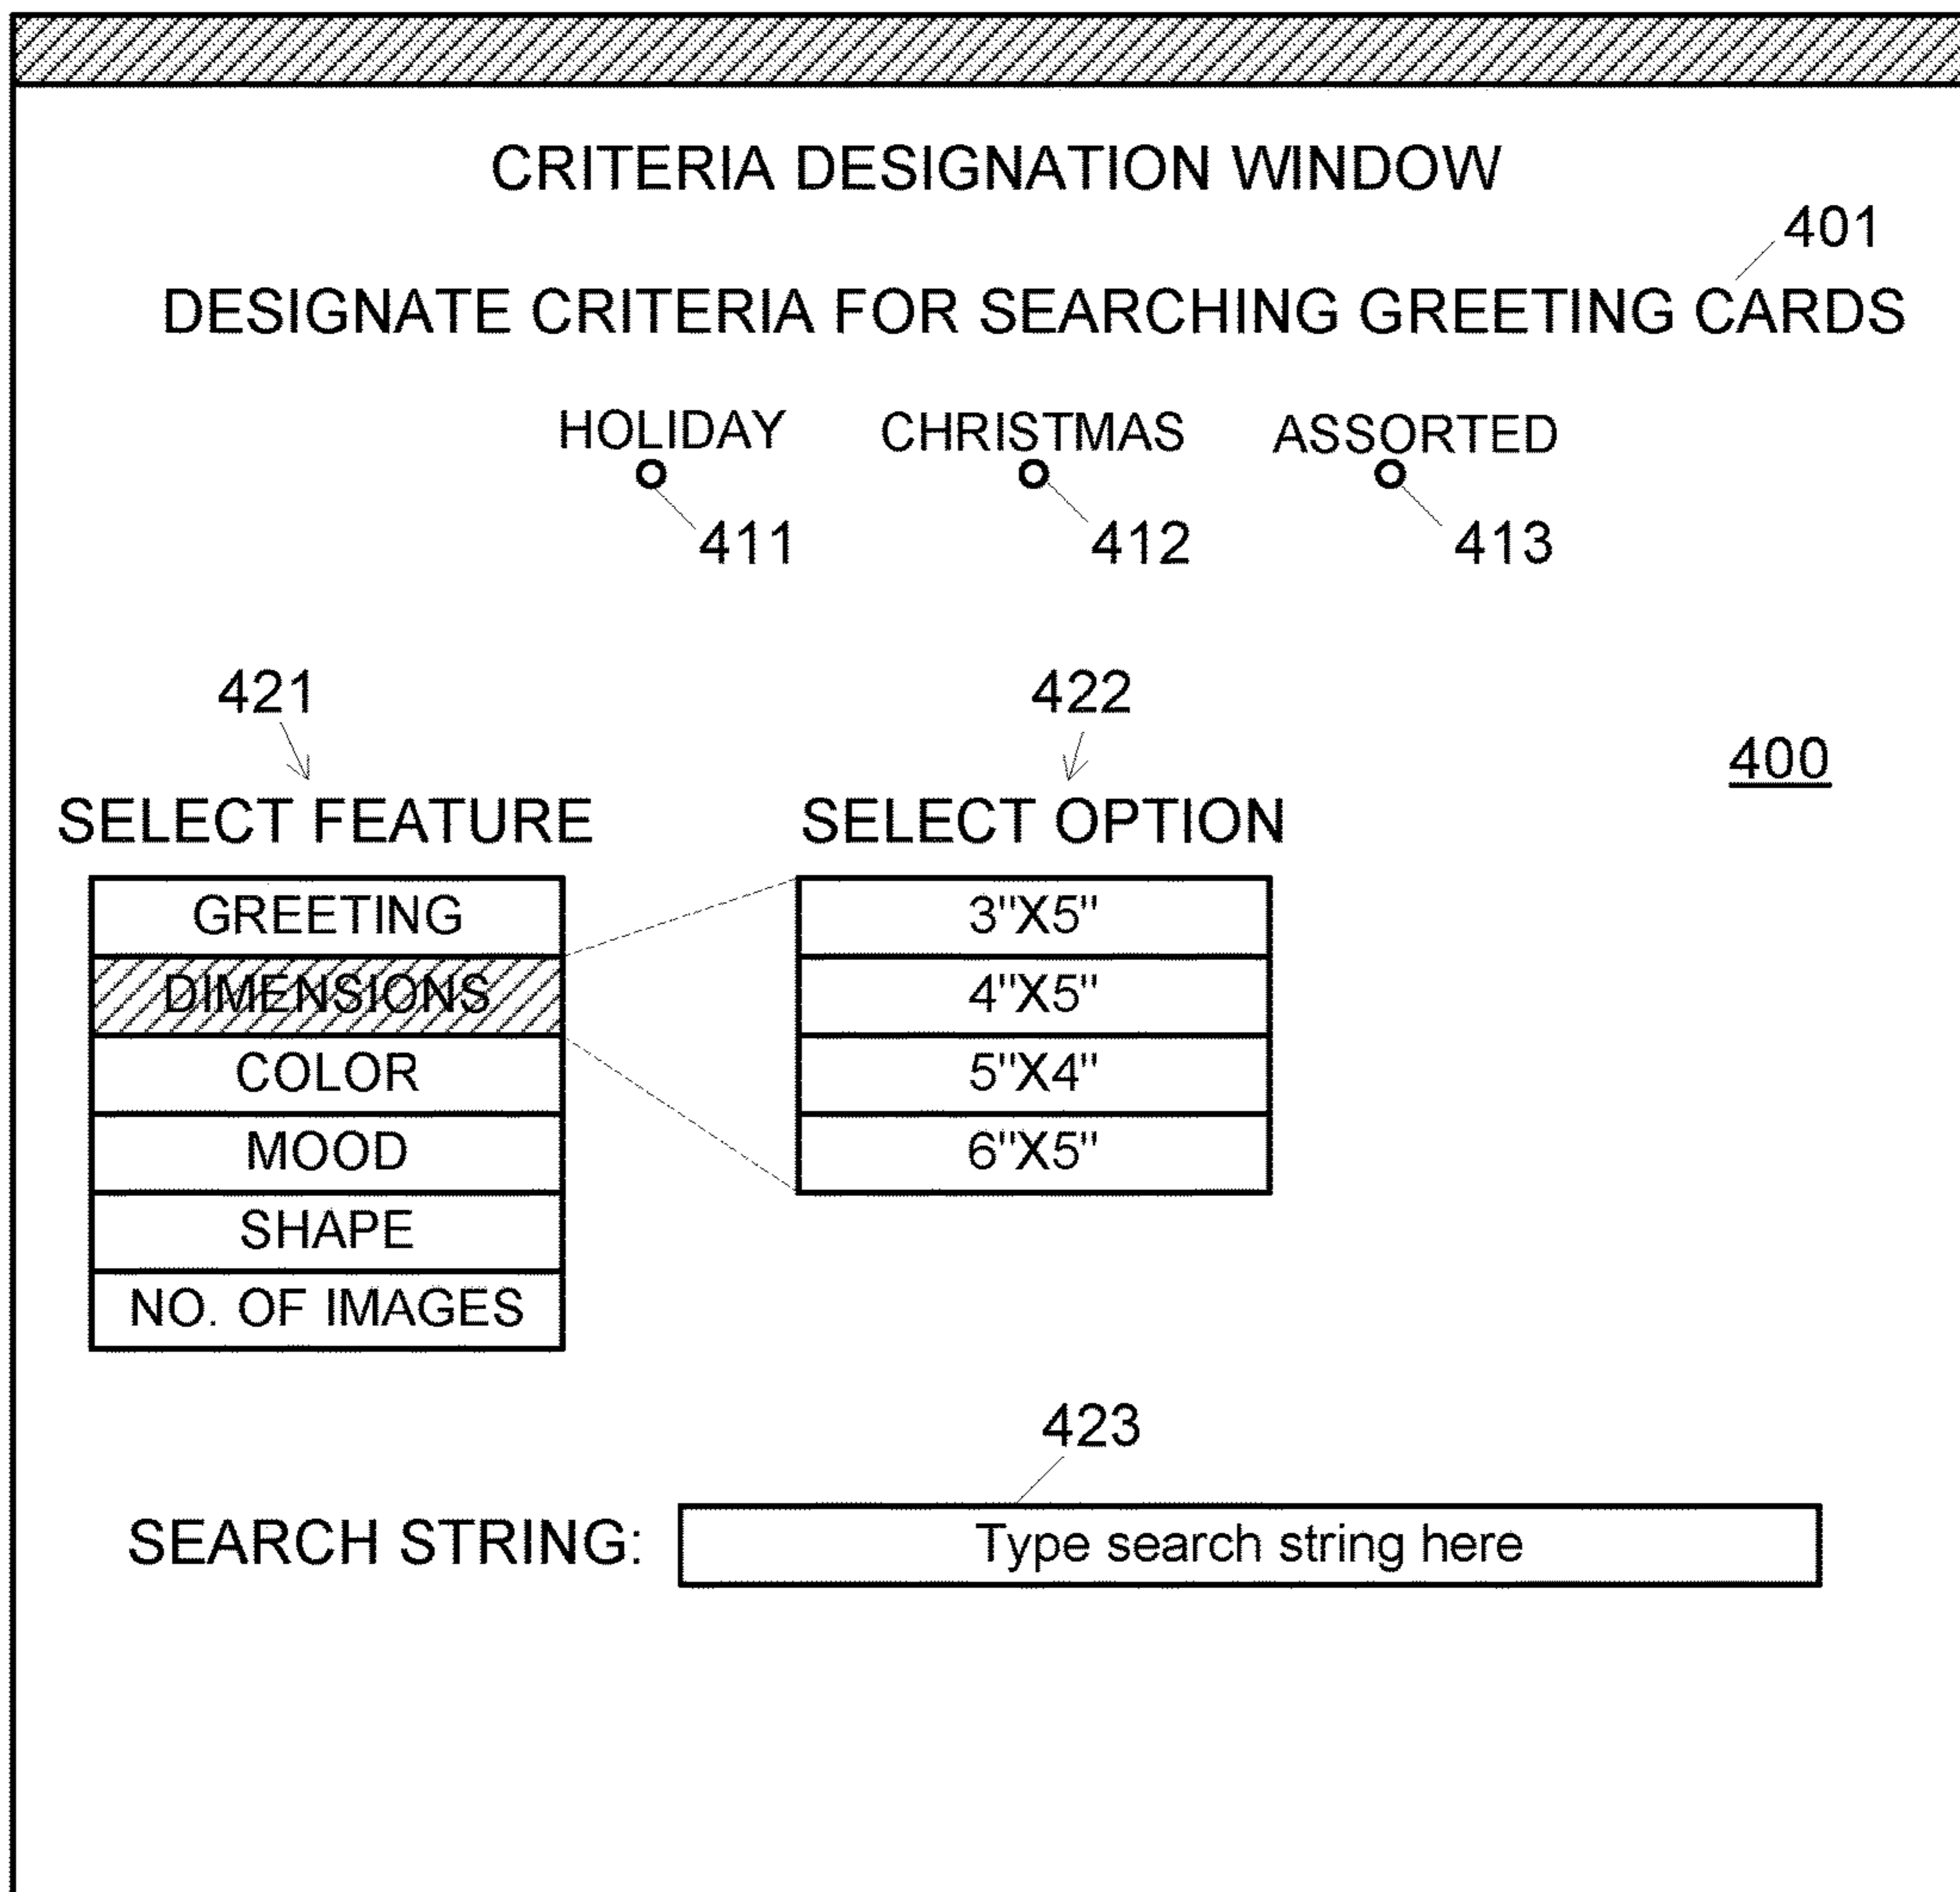 CRITERIA DESIGNATION WINDOW
401
DESIGNATE CRITERIA FOR SEARCHING GREETING CARDS
HOLIDAY CHRISTMAS ASSORTED
411 412 413
421 422
400
SELECT FEATURE SELECT OPTION
GREETING 3"X5"
DIMENSIONS 4"X5"
COLOR 5"X4"
MOOD 6"X5"
SHAPE
NO. OF IMAGES
423
SEARCH STRING: Type search string here